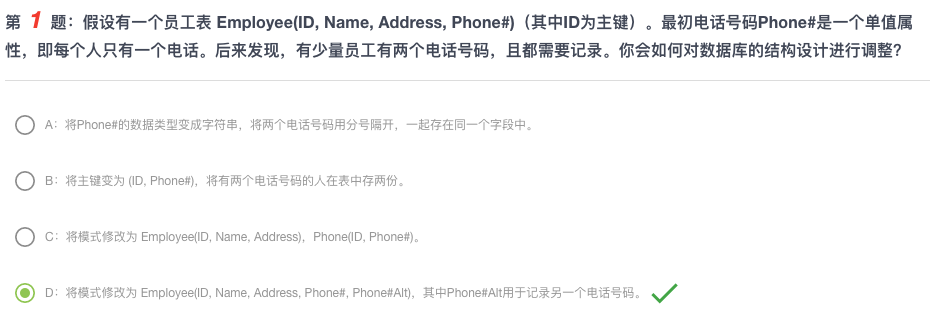 第 1 题：假设有一个员工表 Employee(ID, Name, Address, Phone#)（其中ID为主键）。最初电话号码Phone#是一个单值属
性，即每个人只有一个电话。后来发现，有少量员工有两个电话号码，且都需要记录。你会如何对数据库的结构设计进行调整？
A：将Phone#的数据类型变成字符串，将两个电话号码用分号隔开，一起存在同一个字段中。
B：将主键变为 (ID, Phone#)，将有两个电话号码的人在表中存两份。
C：将模式修改为 Employee(ID, Name, Address)，Phone(ID, Phone#)。
D：将模式修改为 Employee(ID, Name, Address, Phone#, Phone#Alt)，其中Phone#Alt用于记录另一个电话号码。